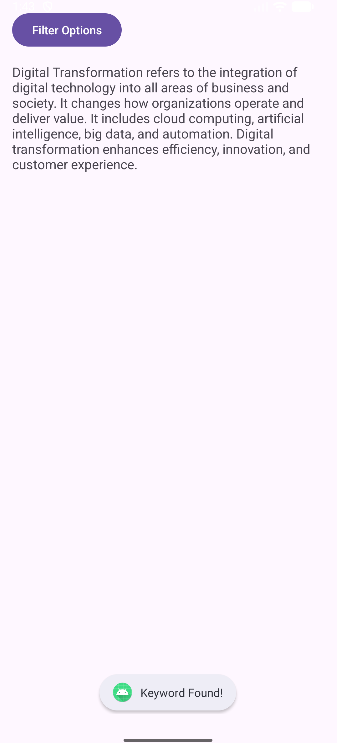 Filter Options
Digital Transformation refers to the integration of
digital technology into all areas of business and
society. It changes how organizations operate and
deliver value. It includes cloud computing, artificial
intelligence, big data, and automation. Digital
transformation enhances efficiency, innovation, and
customer experience.
Keyword Found!